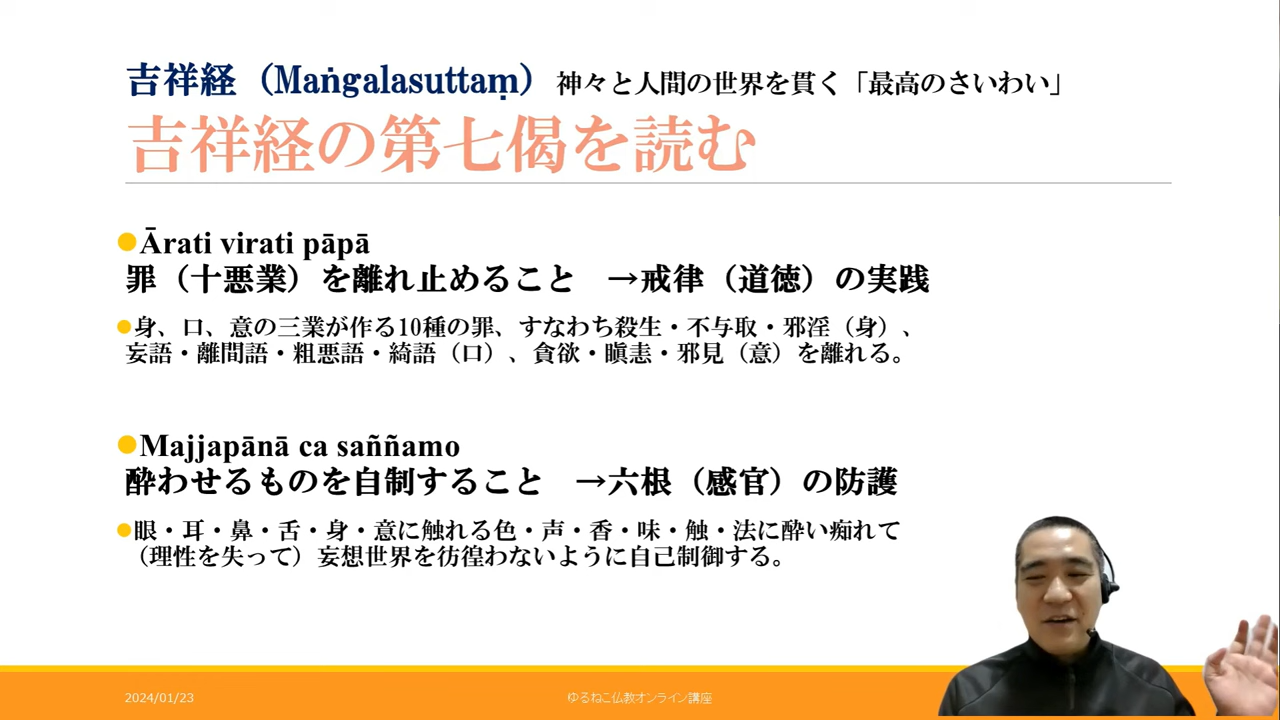 吉祥経（Maṅgalasuttaṃ）神々と人間の世界を貫く「最高のさいわい」
吉祥経の第七偈を読む
●Ārati virati pāpā
罪（十悪業）を離れ止めること　→戒律（道徳）の実践
●身、口、意の三業が作る10種の罪、すなわち殺生・不与取・邪淫（身）、
妄語・離間語・粗悪語・綺語（口）、貪欲・瞋恚・邪見（意）を離れる。
●Majjapānā ca saññamo
酔わせるものを自制すること　→六根（感官）の防護
●眼・耳・鼻・舌・身・意に触れる色・声・香・味・触・法に酔い痴れて
（理性を失って）妄想世界を彷徨わないように自己制御する。
2024/01/23
ゆるねこ仏教オンライン講座